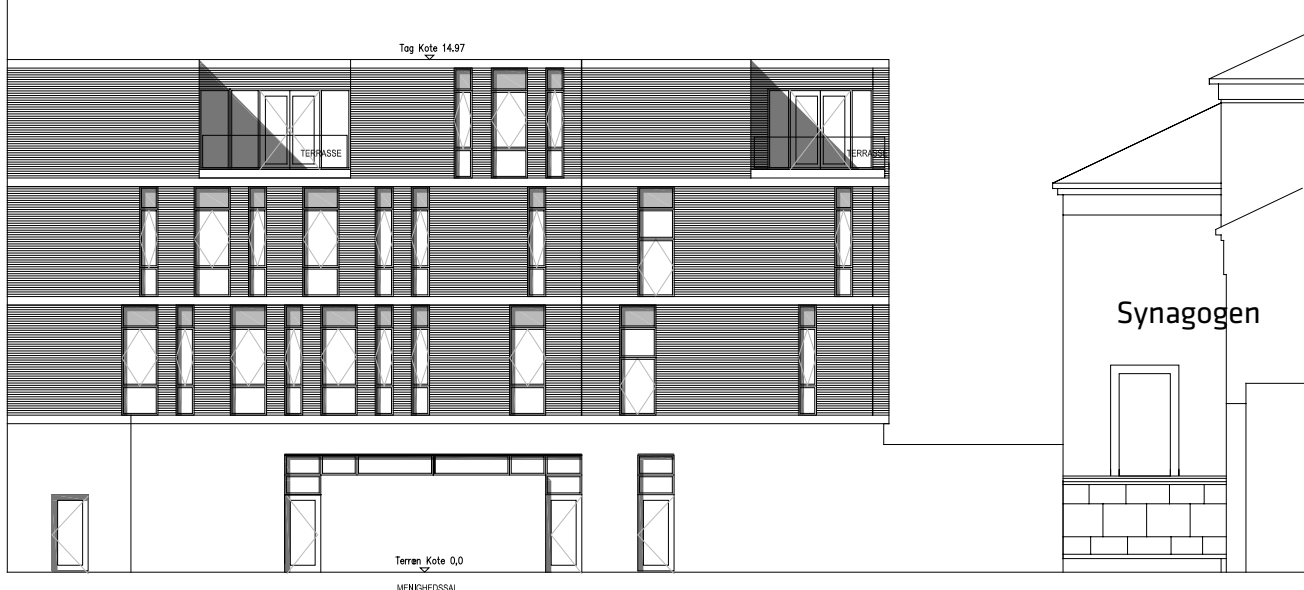 Tag Kote 14.97
TERRASSE
TERRASSE
Synagogen
Terræn Kote 0,0
MENIGHEDSSAL